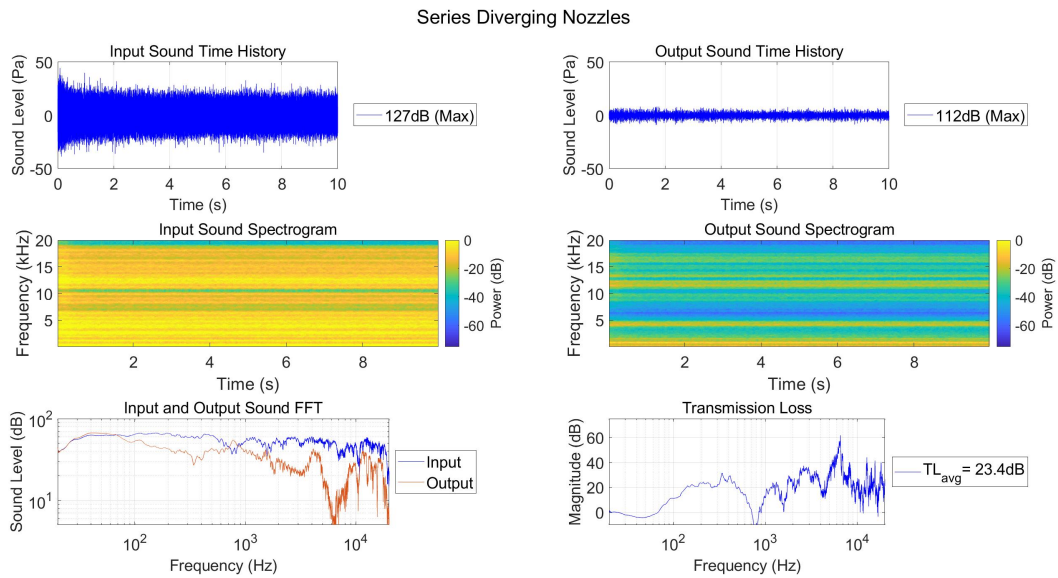 Series Diverging Nozzles
Input Sound Time History
Sound Level (Pa)
50
0
-50
0 2 4 6 8 10
Time (s)
127dB (Max)
Output Sound Time History
Sound Level (Pa)
50
0
-50
0 2 4 6 8 10
Time (s)
112dB (Max)
Input Sound Spectrogram
Frequency (kHz)
20
15
10
5
2 4 6 8
Time (s)
0
-20
-40
-60
Power (dB)
Output Sound Spectrogram
Frequency (kHz)
20
15
10
5
2 4 6 8
Time (s)
0
-20
-40
-60
Power (dB)
Input and Output Sound FFT
Sound Level (dB)
10^2
10^1
10^2 10^3 10^4
Frequency (Hz)
Input
Output
Transmission Loss
Magnitude (dB)
60
40
20
0
10^2 10^3 10^4
Frequency (Hz)
TL_avg = 23.4dB